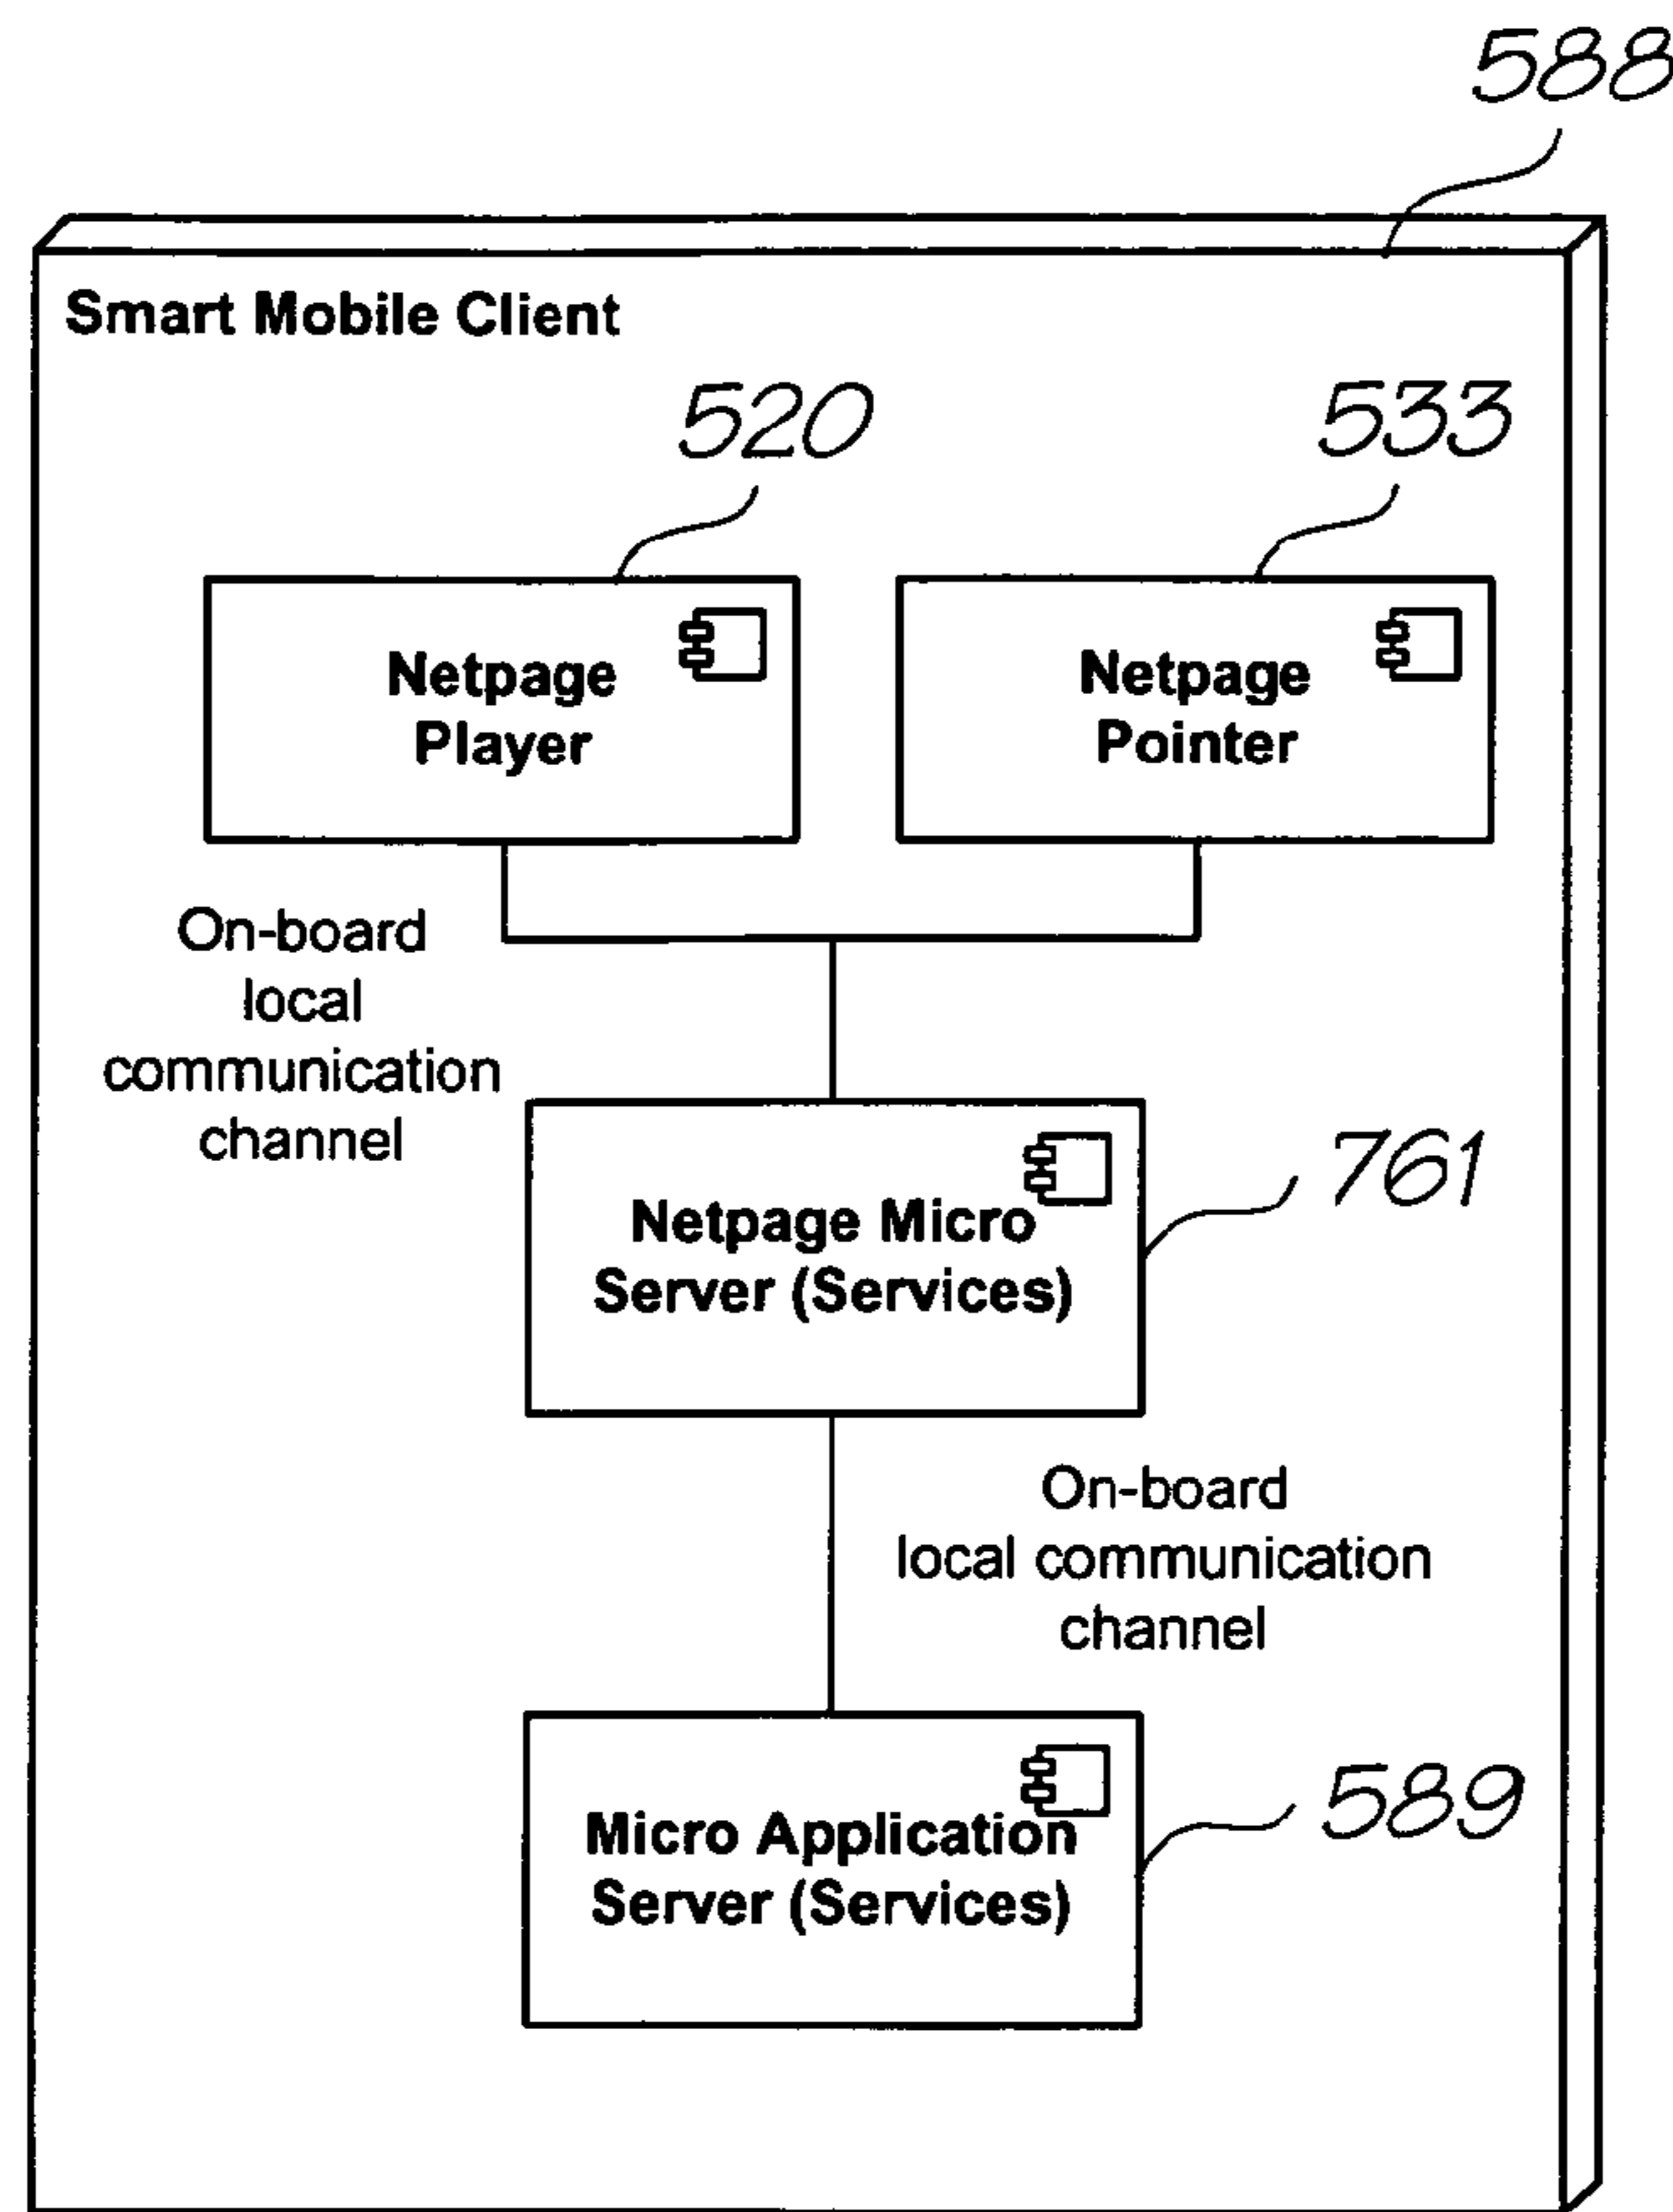 588
Smart Mobile Client
520
533
Netpage
Player
Netpage
Pointer
On-board
local
communication
channel
Netpage Micro
Server (Services)
761
On-board
local communication
channel
Micro Application
Server (Services)
589